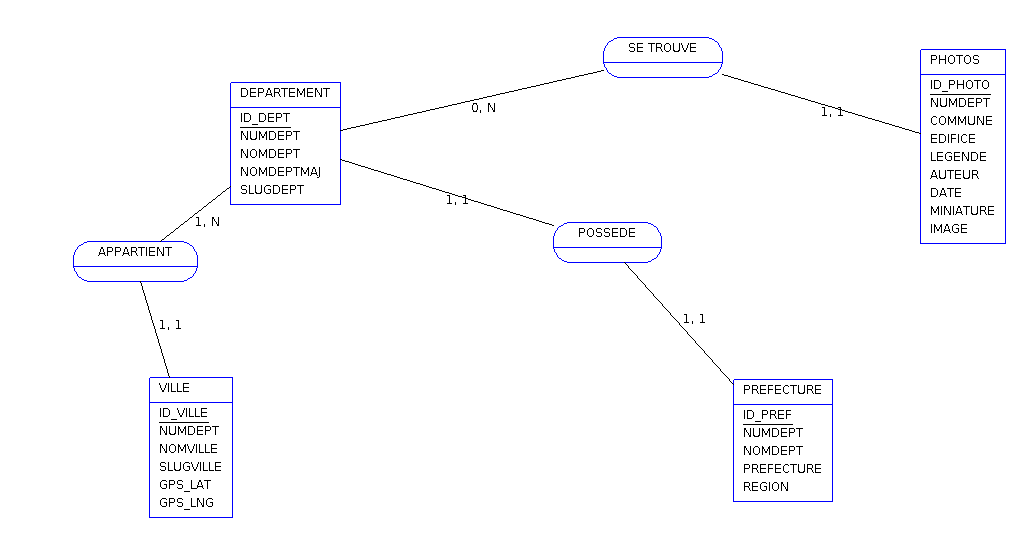 SE TROUVE
PHOTOS
ID_PHOTO
NUMDEPT
COMMUNE
EDIFICE
LEGENDE
AUTEUR
DATE
MINIATURE
IMAGE
DEPARTEMENT
ID_DEPT
NUMDEPT
NOMDEPT
NOMDEPTMAJ
SLUGDEPT
0, N
1, 1
1, 1
1, N
POSSEDE
APPARTIENT
1, 1
1, 1
VILLE
ID_VILLE
NUMDEPT
NOMVILLE
SLUGVILLE
GPS_LAT
GPS_LNG
PREFECTURE
ID_PREF
NUMDEPT
NOMDEPT
PREFECTURE
REGION